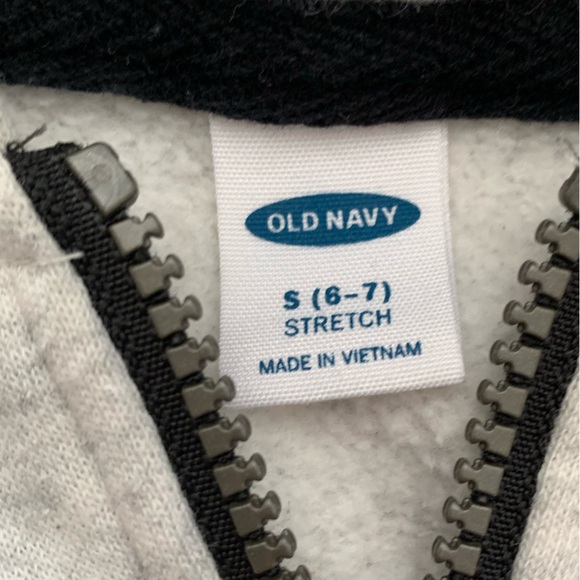 OLD NAVY
S (6-7)
STRETCH
MADE IN VIETNAM